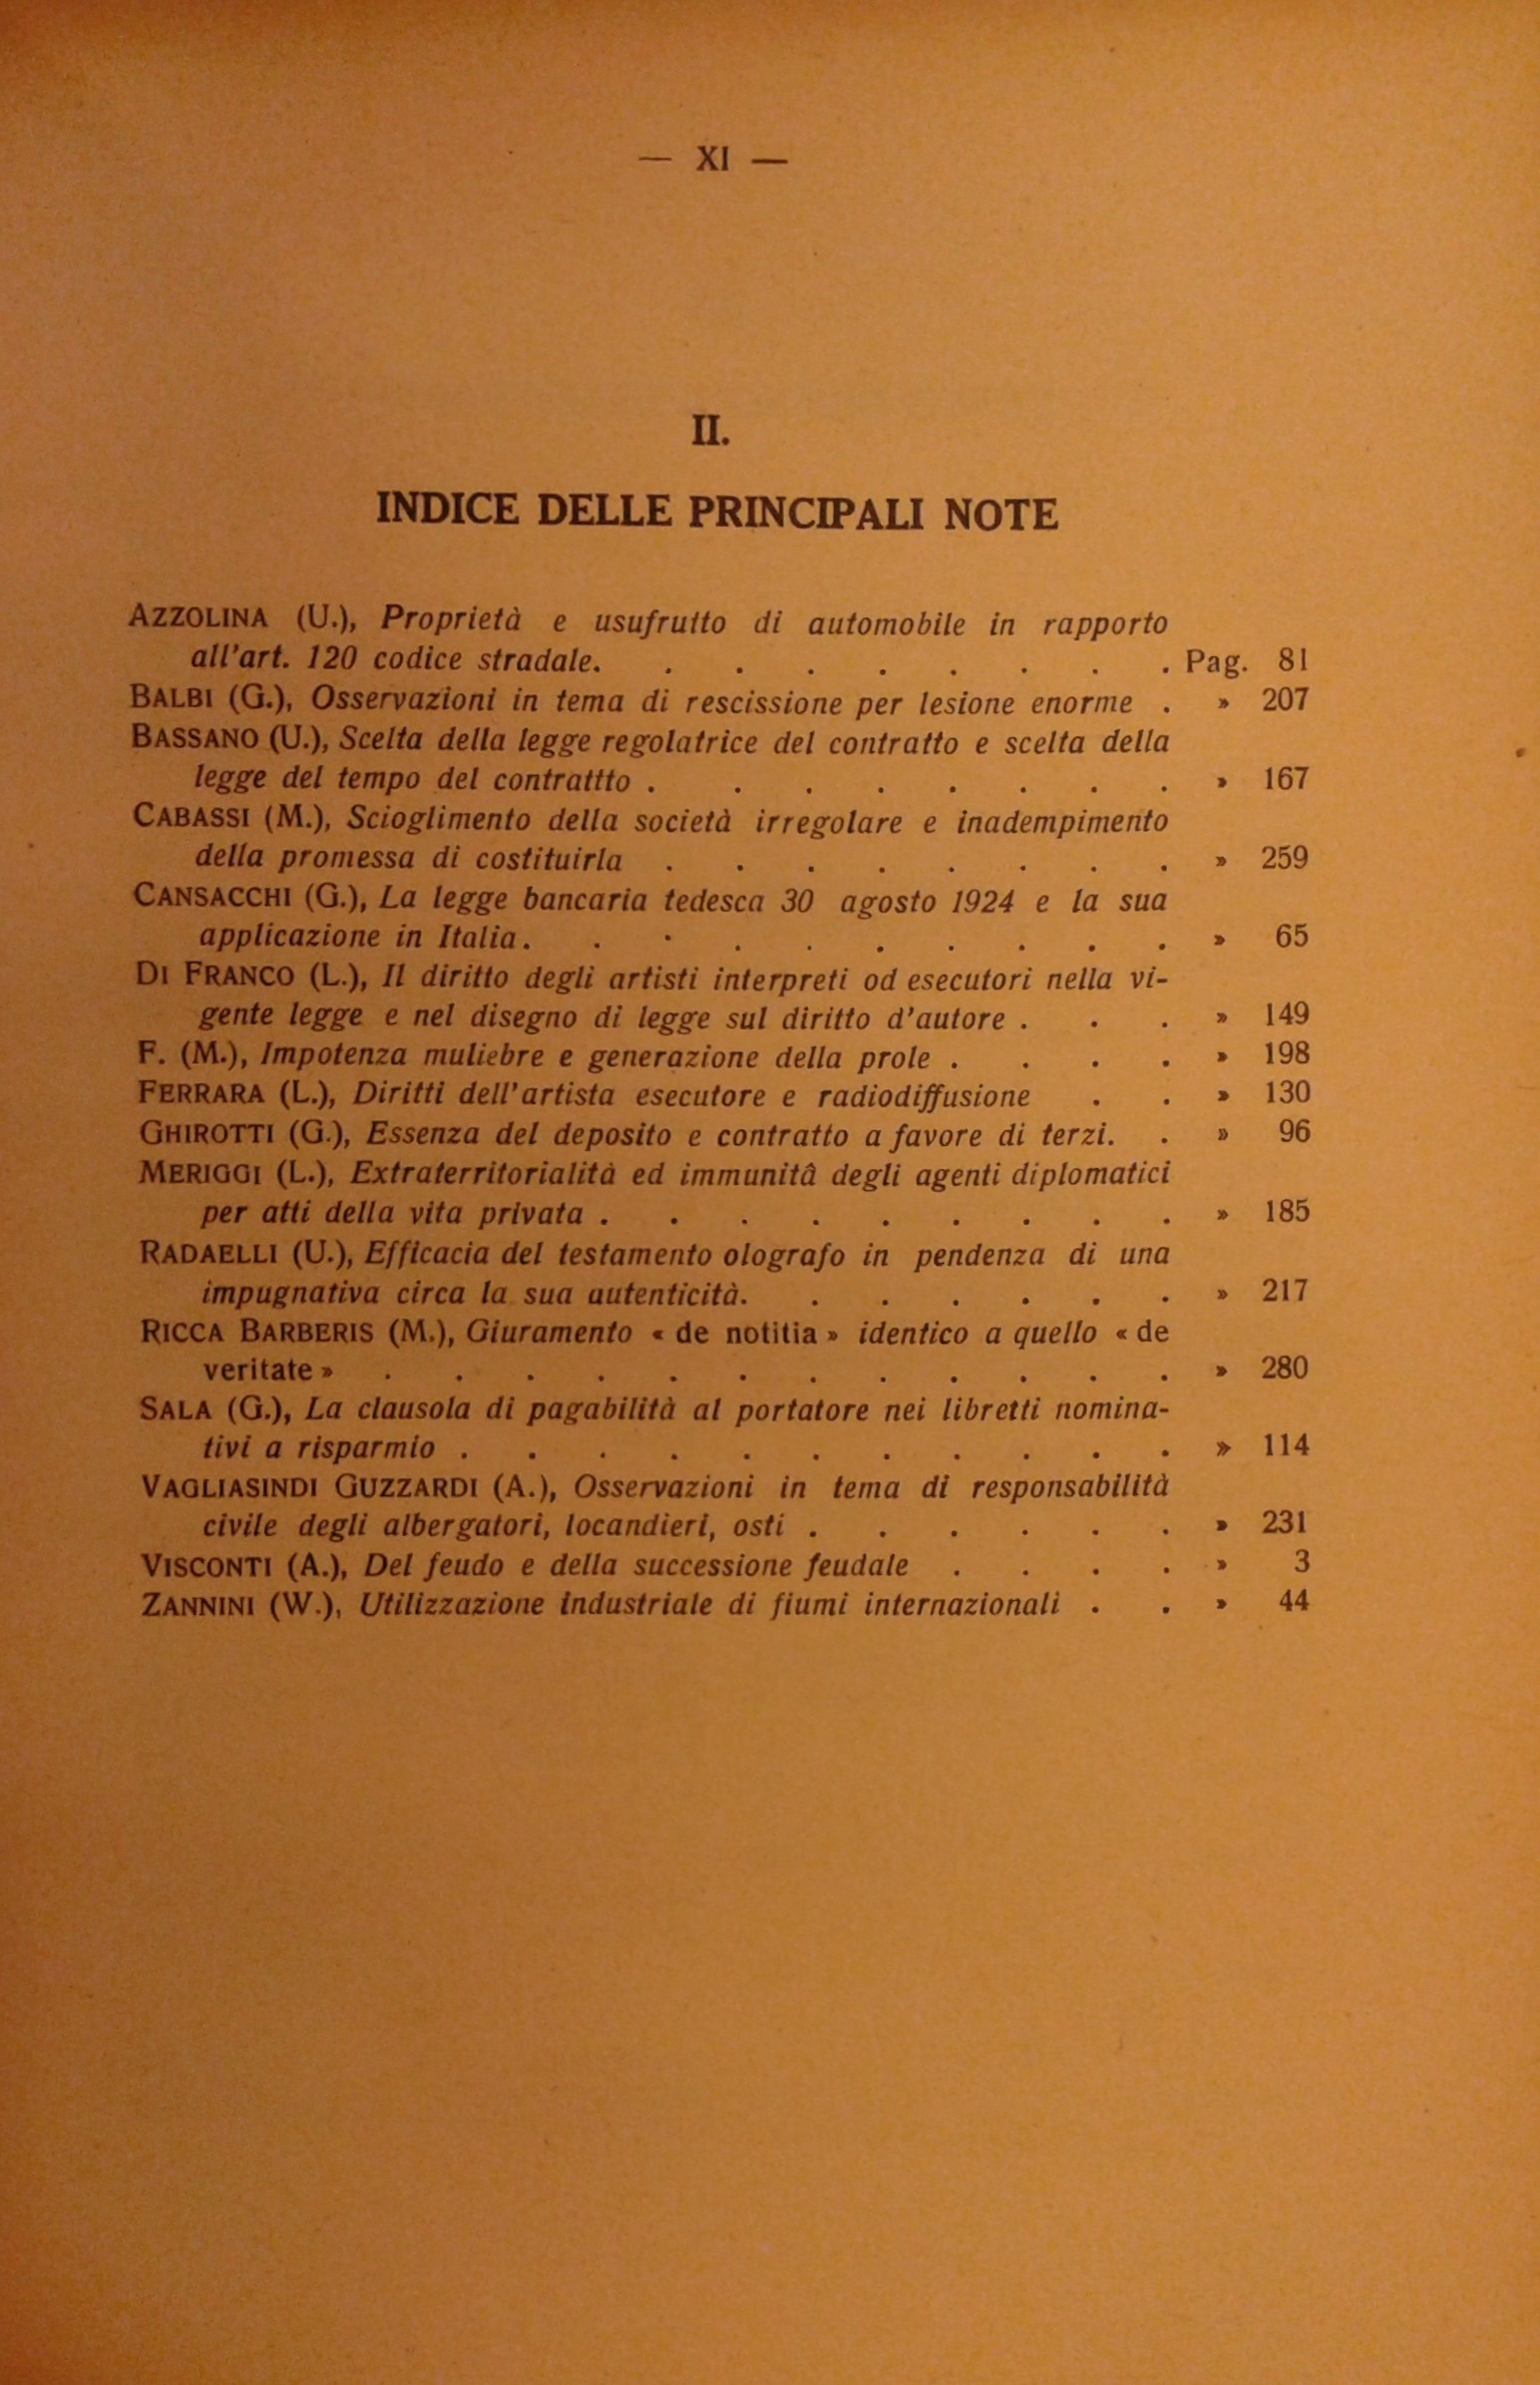 — XI —
II.
INDICE DELLE PRINCIPALI NOTE
AZZOLINA (U.), Proprietà e usufrutto di automobile in rapporto
all'art. 120 codice stradale. . . . . . . . . Pag. 81
BALBI (G.), Osservazioni in tema di rescissione per lesione enorme . » 207
BASSANO (U.), Scelta della legge regolatrice del contratto e scelta della
legge del tempo del contrattto . . . . . . . . » 167
CABASSI (M.), Scioglimento della società irregolare e inadempimento
della promessa di costituirla . . . . . . . . » 259
CANSACCHI (G.), La legge bancaria tedesca 30 agosto 1924 e la sua
applicazione in Italia. . . . . . . . . . » 65
DI FRANCO (L.), Il diritto degli artisti interpreti od esecutori nella vi-
gente legge e nel disegno di legge sul diritto d'autore . . . » 149
F. (M.), Impotenza muliebre e generazione della prole . . . . » 198
FERRARA (L.), Diritti dell'artista esecutore e radiodiffusione . . » 130
GHIROTTI (G.), Essenza del deposito e contratto a favore di terzi. . » 96
MERIGGI (L.), Extraterritorialità ed immunitâ degli agenti diplomatici
per atti della vita privata . . . . . . . . . » 185
RADAELLI (U.), Efficacia del testamento olografo in pendenza di una
impugnativa circa la sua autenticità. . . . . . . » 217
RICCA BARBERIS (M.), Giuramento « de notitia » identico a quello « de
veritate » . . . . . . . . . . . . » 280
SALA (G.), La clausola di pagabilità al portatore nei libretti nomina-
tivi a risparmio . . . . . . . . . . . » 114
VAGLIASINDI GUZZARDI (A.), Osservazioni in tema di responsabilità
civile degli albergatori, locandieri, osti . . . . . . » 231
VISCONTI (A.), Del feudo e della successione feudale . . . . » 3
ZANNINI (W.), Utilizzazione industriale di fiumi internazionali . . » 44